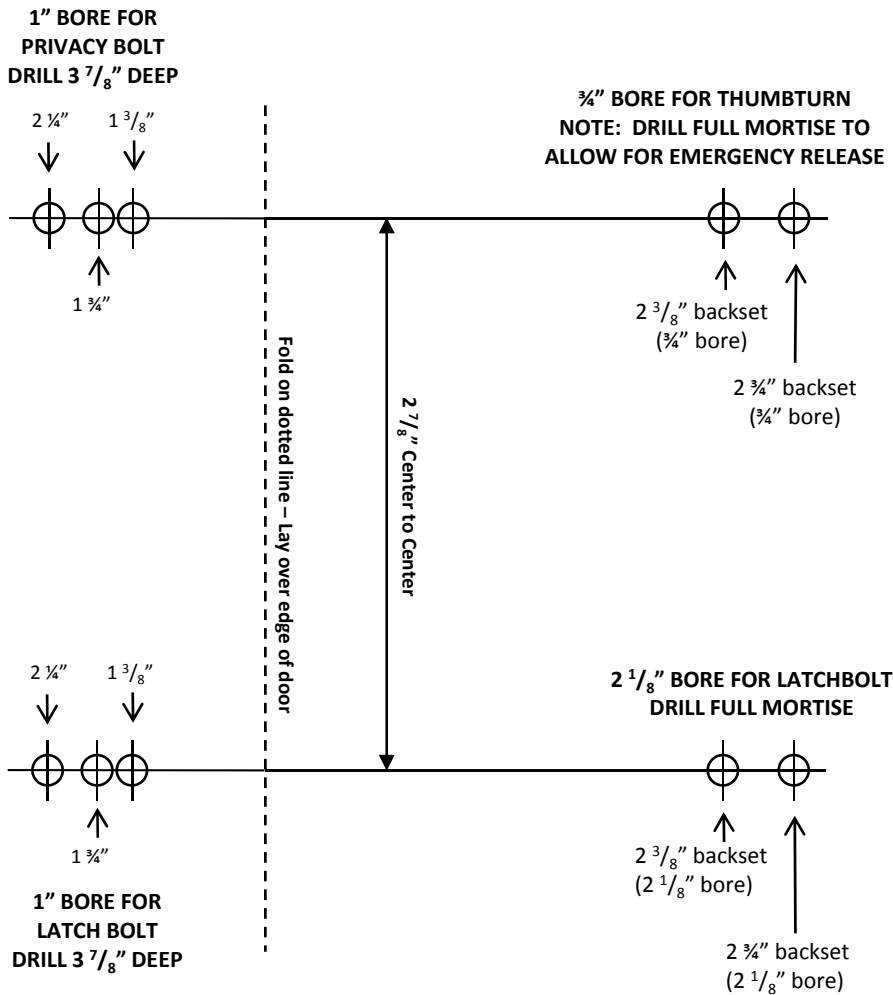 1” BORE FOR
PRIVACY BOLT
DRILL 3 7/8” DEEP
2 ¼”
1 3/8”
1 ¾”
¾” BORE FOR THUMBTURN
NOTE: DRILL FULL MORTISE TO
ALLOW FOR EMERGENCY RELEASE
2 3/8” backset
(¾” bore)
2 ¾” backset
(¾” bore)
Fold on dotted line – Lay over edge of door
2 7/8” Center to Center
2 ¼”
1 3/8”
1 ¾”
1” BORE FOR
LATCH BOLT
DRILL 3 7/8” DEEP
2 1/8” BORE FOR LATCHBOLT
DRILL FULL MORTISE
2 3/8” backset
(2 1/8” bore)
2 ¾” backset
(2 1/8” bore)